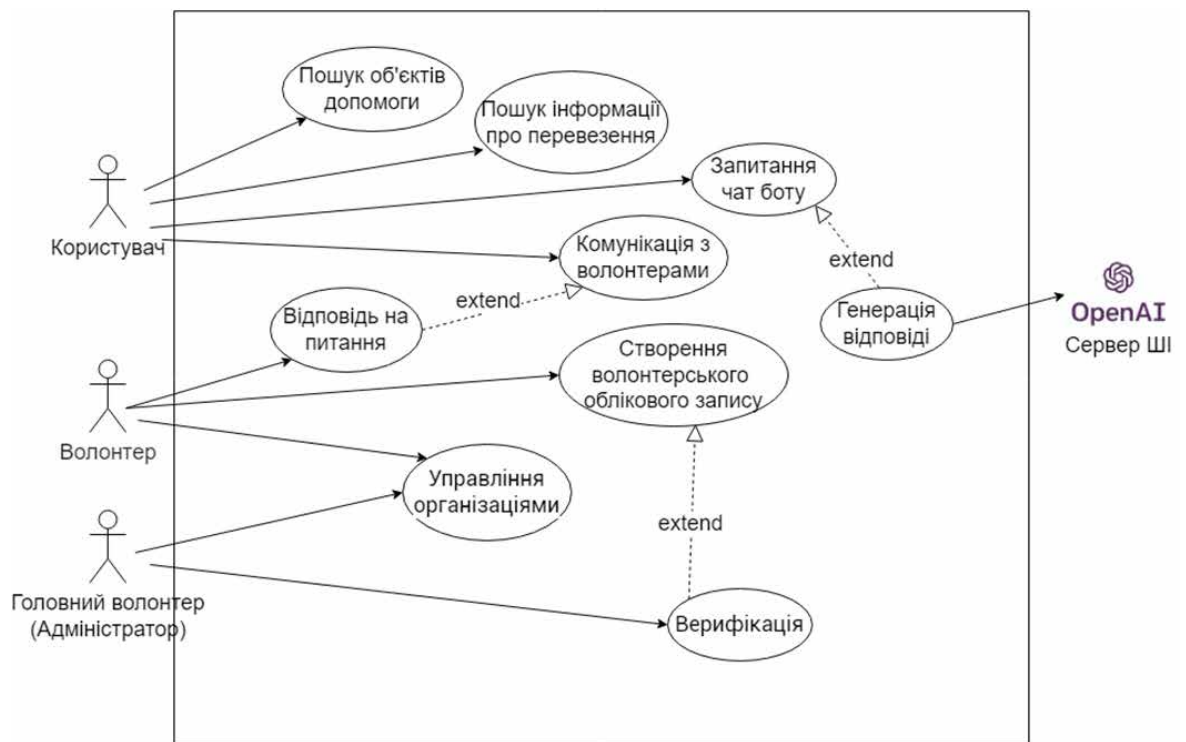 Пошук об'єктів
допомоги
Пошук інформації
про перевезення
Запитання
чат боту
Користувач
Комунікація з
волонтерами
extend
extend
Відповідь на
питання
Генерація
відповіді
OpenAI
Сервер ШІ
Створення
волонтерського
облікового запису
Волонтер
Управління
організаціями
extend
Головний волонтер
(Адміністратор)
Верифікація